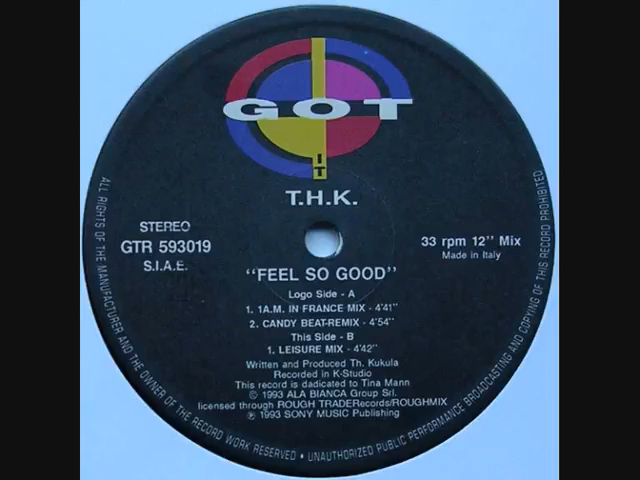 GOT
IT
T.H.K.
STEREO
GTR 593019
S.I.A.E.
33 rpm 12'' Mix
Made in Italy
"FEEL SO GOOD"
Logo Side - A
1. 1A.M. IN FRANCE MIX - 4'41"
2. CANDY BEAT-REMIX - 4'54"
This Side - B
1. LEISURE MIX - 4'42"
Written and Produced Th. Kukula
Recorded in K-Studio
This record is dadicated to Tina Mann
© 1993 ALA BIANCA Group Srl.
licensed through ROUGH TRADERecords/ROUGHMIX
℗ 1993 SONY MUSIC Publishing
ALL RIGHTS OF THE MANUFACTURER AND THE OWNER OF THE RECORD WORK RESERVED • UNAUTHORIZED PUBLIC PERFORMANCE BROADCASTING AND COPYING OF THIS RECORD PROHIBITED